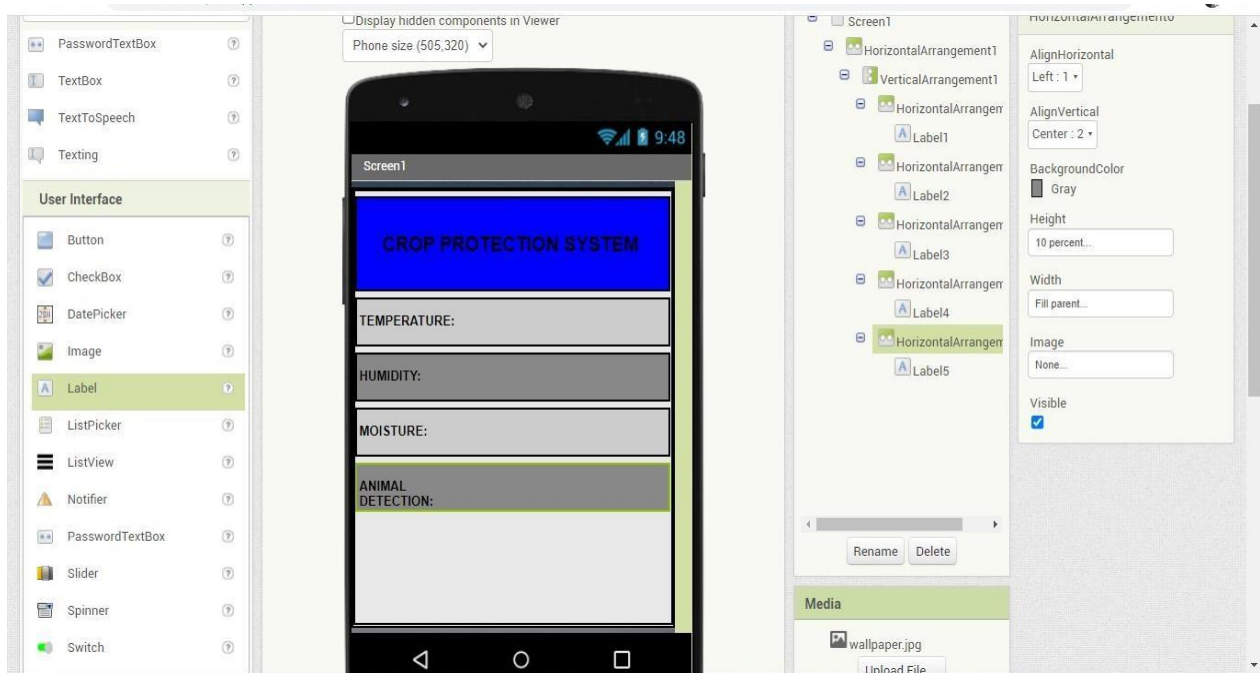 PasswordTextBox
TextBox
TextToSpeech
Texting
User Interface
Button
CheckBox
DatePicker
Image
Label
ListPicker
ListView
Notifier
PasswordTextBox
Slider
Spinner
Switch
Display hidden components in Viewer
Phone size (505,320)
9:48
Screen1
CROP PROTECTION SYSTEM
TEMPERATURE:
HUMIDITY:
MOISTURE:
ANIMAL
DETECTION:
Screen1
HorizontalArrangement1
VerticalArrangement1
HorizontalArrangem
Label1
HorizontalArrangem
Label2
HorizontalArrangem
Label3
HorizontalArrangem
Label4
HorizontalArrangem
Label5
Rename Delete
Media
wallpaper.jpg
Upload File ...
HorizontalArrangement6
AlignHorizontal
Left : 1
AlignVertical
Center : 2
BackgroundColor
Gray
Height
10 percent...
Width
Fill parent...
Image
None...
Visible